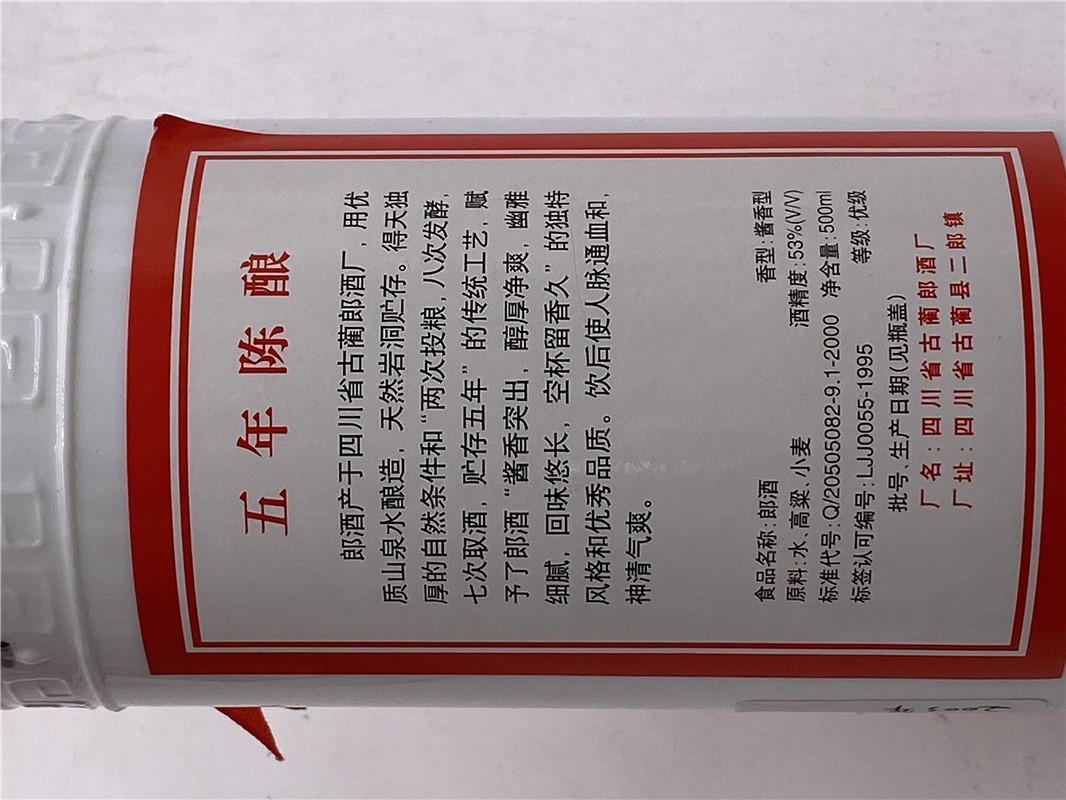 五年陈酿
郎酒产于四川省古蔺郎酒厂，用优
质山泉水酿造，天然岩洞贮存。得天独
厚的自然条件和“两次投粮，八次发酵，
七次取酒，贮存五年”的传统工艺，赋
予了郎酒“酱香突出，醇厚净爽，幽雅
细腻，回味悠长，空杯留香久”的独特
风格和优秀品质。饮后使人脉通血和，
神清气爽。
食品名称:郎酒 香型:酱香型
原料:水、高粱、小麦 酒精度:53%(V/V)
标准代号:Q/20505082-9.1-2000 净含量:500ml
标签认可编号:LJJ0055-1995 等级:优级
批号、生产日期(见瓶盖)
厂名:四川省古蔺郎酒厂
厂址:四川省古蔺县二郎镇